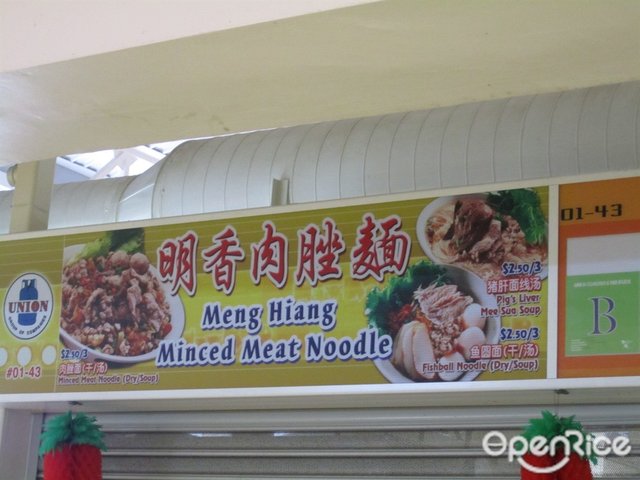 明香肉脞麵
Meng Hiang
Minced Meat Noodle
UNION
#01-43
$2.50/3
肉脞面(干/汤)
Minced Meat Noodle (Dry/Soup)
$2.50/3
猪肝面线汤
Pig's Liver
Mee Sua Soup
$2.50/3
鱼圆面(干/汤)
Fishball Noodle (Dry/Soup)
01-43
B
OpenRice